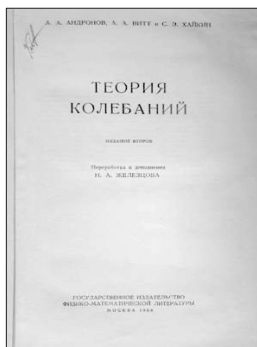 А. А. АНДРОНОВ, А. А. ВИТТ и С. Э. ХАЙКИН
ТЕОРИЯ
КОЛЕБАНИЙ
ИЗДАНИЕ ВТОРОЕ
Переработка и дополнения
Н. А. ЖЕЛЕЗЦОВА
ГОСУДАРСТВЕННОЕ ИЗДАТЕЛЬСТВО
ФИЗИКО-МАТЕМАТИЧЕСКОЙ ЛИТЕРАТУРЫ
МОСКВА 1959